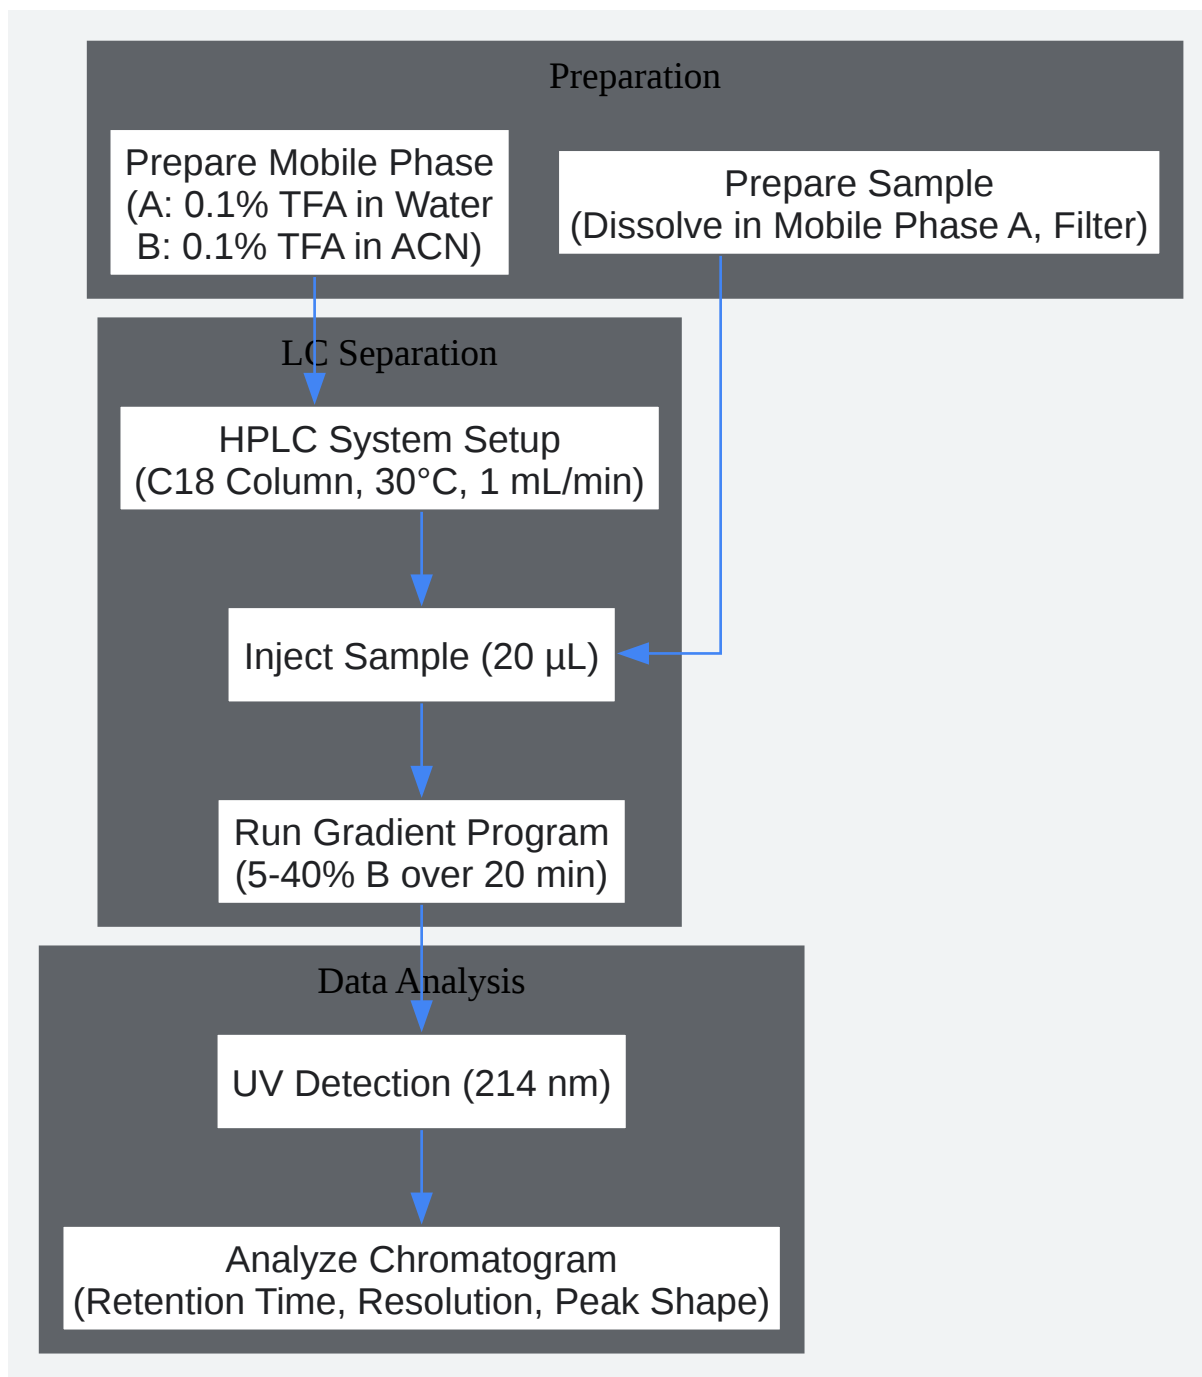 Preparation
Prepare Mobile Phase
(A: 0.1% TFA in Water
B: 0.1% TFA in ACN)
Prepare Sample
(Dissolve in Mobile Phase A, Filter)
LC Separation
HPLC System Setup
(C18 Column, 30°C, 1 mL/min)
Inject Sample (20 µL)
Run Gradient Program
(5-40% B over 20 min)
Data Analysis
UV Detection (214 nm)
Analyze Chromatogram
(Retention Time, Resolution, Peak Shape)